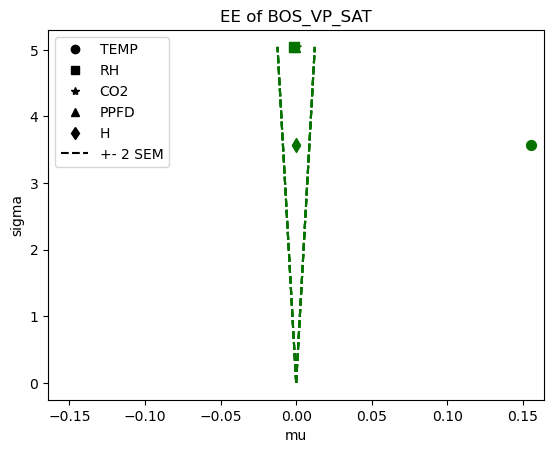 EE of BOS_VP_SAT
TEMP
RH
CO2
PPFD
H
+- 2 SEM
5
4
3
2
1
0
sigma
−0.15
−0.10
−0.05
0.00
0.05
0.10
0.15
mu